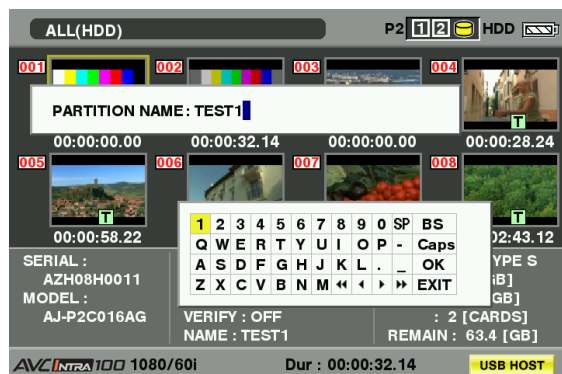 ALL(HDD) P2 1 2 HDD
001 002 003 004
PARTITION NAME : TEST1
T
00:00:00.00 00:00:32.14 00:00:00.00 00:00:28.24
005 006 007 008
T T
00:00:58.22 02:43.12
1 2 3 4 5 6 7 8 9 0 SP BS
Q W E R T Y U I O P - Caps
A S D F G H J K L . _ OK
Z X C V B N M EXIT
SERIAL : YPE S
AZH08H0011 B]
MODEL : GB]
AJ-P2C016AG VERIFY : OFF : 2 [CARDS]
NAME : TEST1 REMAIN : 63.4 [GB]
AVC INTRA 100 1080/60i Dur : 00:00:32.14 USB HOST